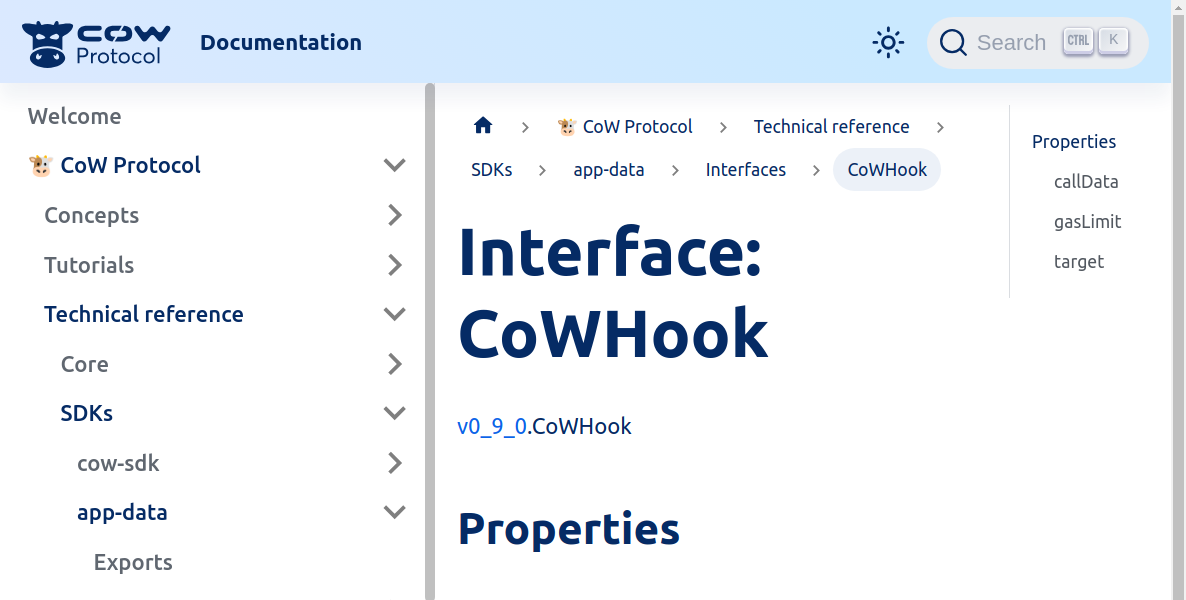 COW Protocol
Documentation
Search CTRL K
Welcome
CoW Protocol
Concepts
Tutorials
Technical reference
Core
SDKs
cow-sdk
app-data
Exports
CoW Protocol
Technical reference
SDKs
app-data
Interfaces
CoWHook
Interface:
CoWHook
v0_9_0.CoWHook
Properties
Properties
callData
gasLimit
target